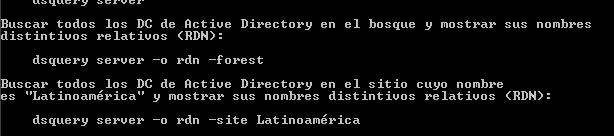 dsquery server
Buscar todos los DC de Active Directory en el bosque y mostrar sus nombres
distintivos relativos (RDN):
dsquery server -o rdn -forest
Buscar todos los DC de Active Directory en el sitio cuyo nombre
es "Latinoamérica" y mostrar sus nombres distintivos relativos (RDN):
dsquery server -o rdn -site Latinoamérica